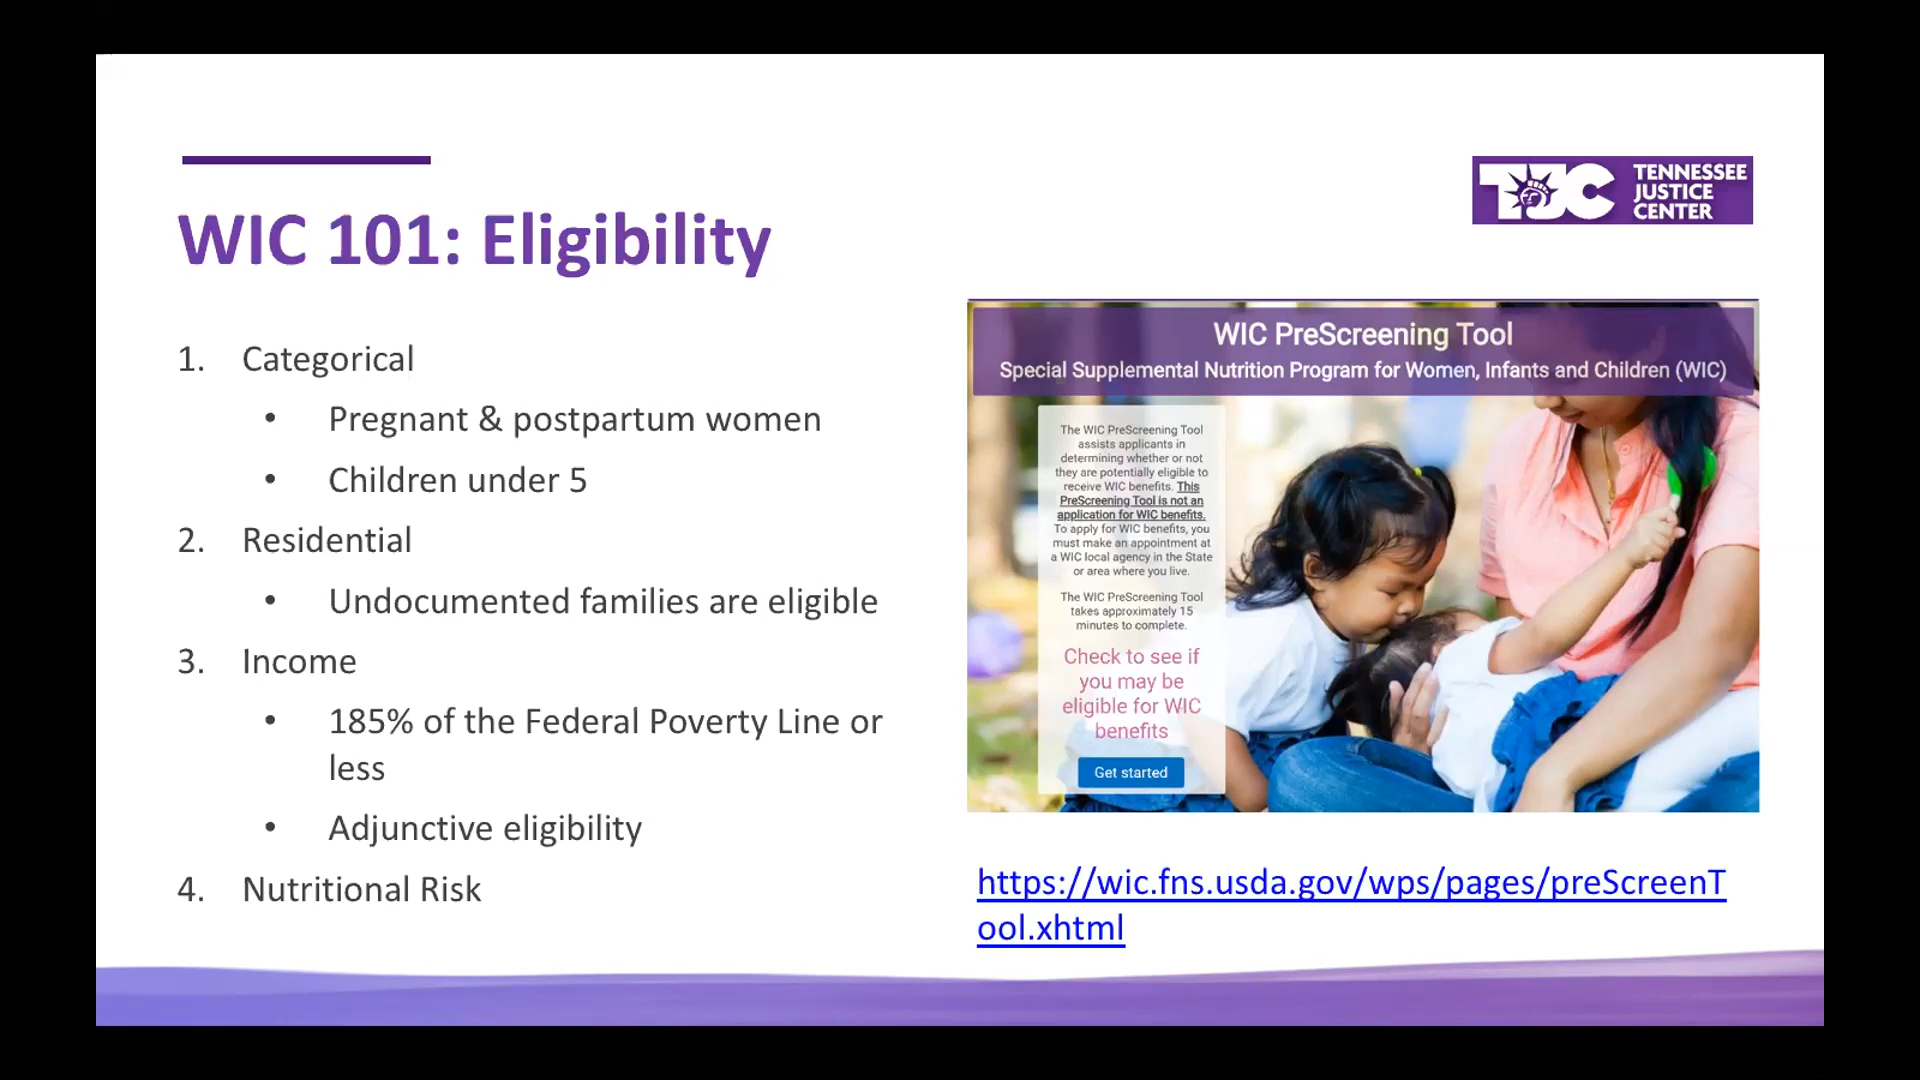 TJC TENNESSEE
JUSTICE
CENTER
WIC 101: Eligibility
1. Categorical
• Pregnant & postpartum women
• Children under 5
2. Residential
• Undocumented families are eligible
3. Income
• 185% of the Federal Poverty Line or
less
• Adjunctive eligibility
4. Nutritional Risk
WIC PreScreening Tool
Special Supplemental Nutrition Program for Women, Infants and Children (WIC)
The WIC PreScreening Tool
assists applicants in
determining whether or not
they are potentially eligible to
receive WIC benefits. This
PreScreening Tool is not an
application for WIC benefits.
To apply for WIC benefits, you
must make an appointment at
a WIC local agency in the State
or area where you live.
The WIC PreScreening Tool
takes approximately 15
minutes to complete.
Check to see if
you may be
eligible for WIC
benefits
Get started
https://wic.fns.usda.gov/wps/pages/preScreenT
ool.xhtml